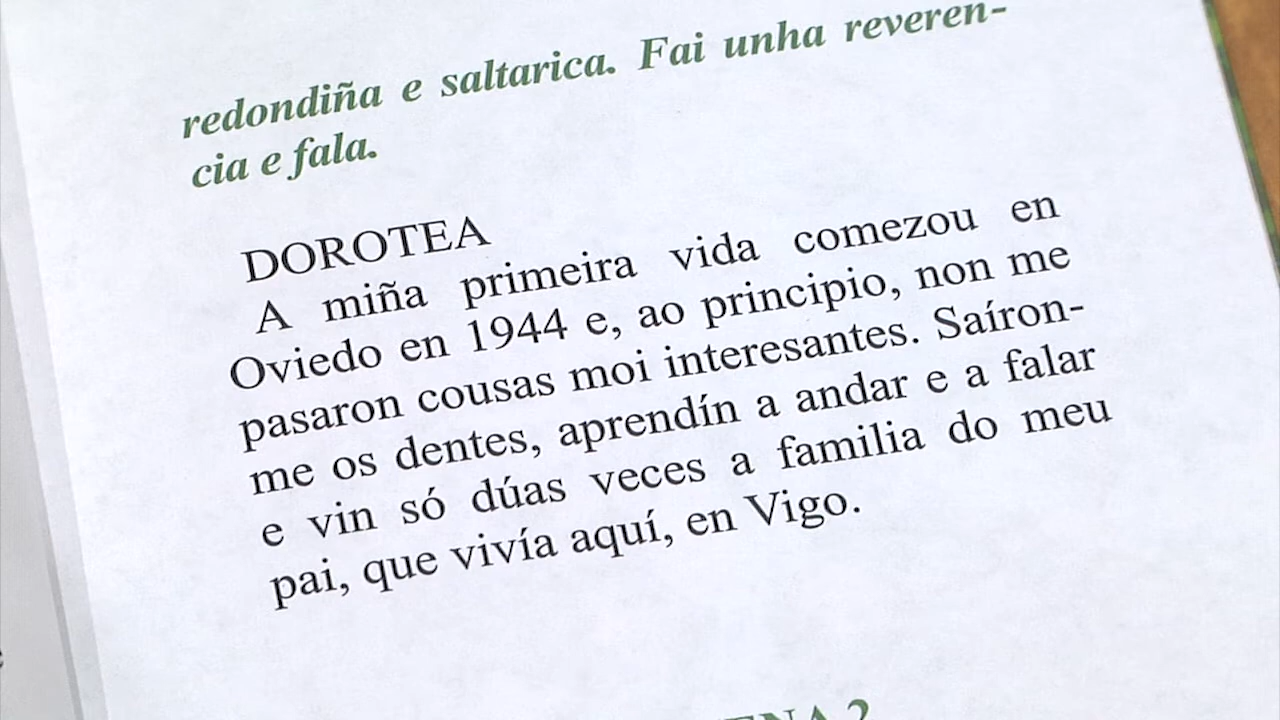 redondiña e saltarica. Fai unha reveren-
cia e fala.
DOROTEA
A miña primeira vida comezou en
Oviedo en 1944 e, ao principio, non me
pasaron cousas moi interesantes. Saíron-
me os dentes, aprendín a andar e a falar
e vin só dúas veces a familia do meu
pai, que vivía aquí, en Vigo.